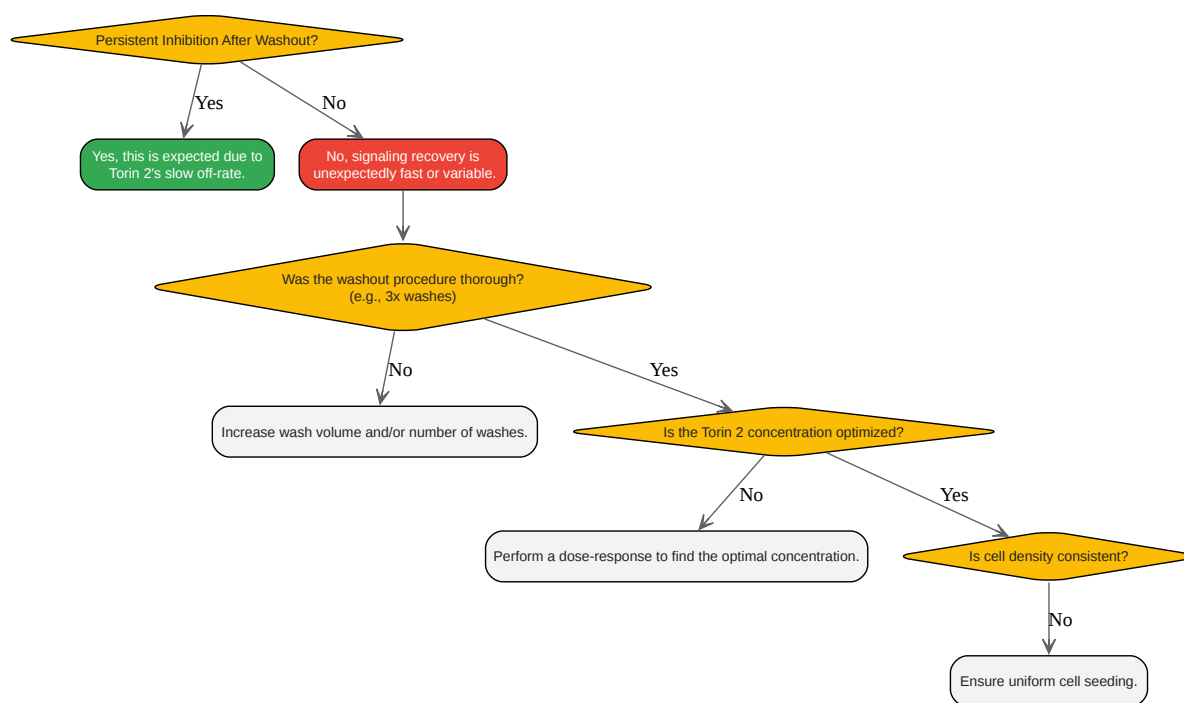 Persistent Inhibition After Washout?
Yes
No
Yes, this is expected due to
Torin 2's slow off-rate.
No, signaling recovery is
unexpectedly fast or variable.
Was the washout procedure thorough?
(e.g., 3x washes)
No
Yes
Increase wash volume and/or number of washes.
Is the Torin 2 concentration optimized?
No
Yes
Perform a dose-response to find the optimal concentration.
Is cell density consistent?
No
Ensure uniform cell seeding.